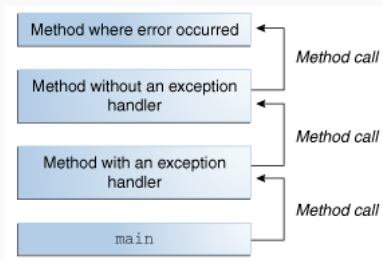 Method where error occurred
Method call
Method without an exception
handler
Method call
Method with an exception
handler
Method call
main